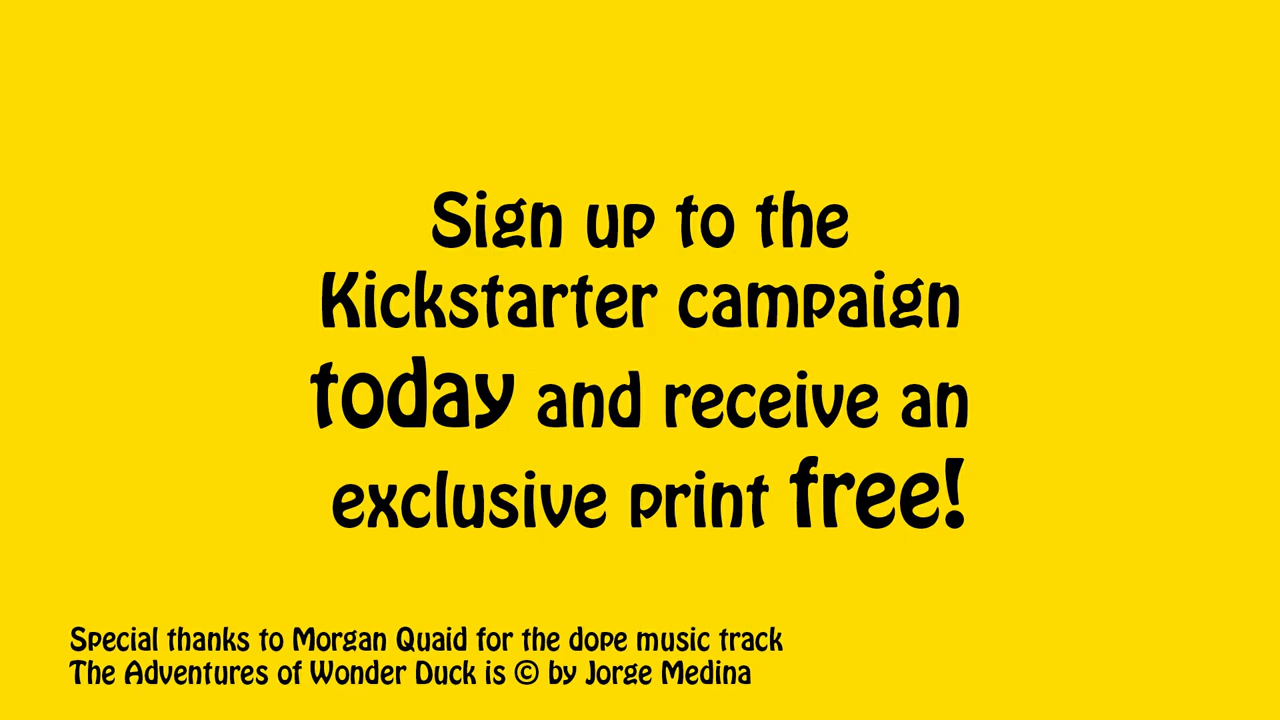 Sign up to the
Kickstarter campaign
today and receive an
exclusive print free!
Special thanks to Morgan Quaid for the dope music track
The Adventures of Wonder Duck is © by Jorge Medina